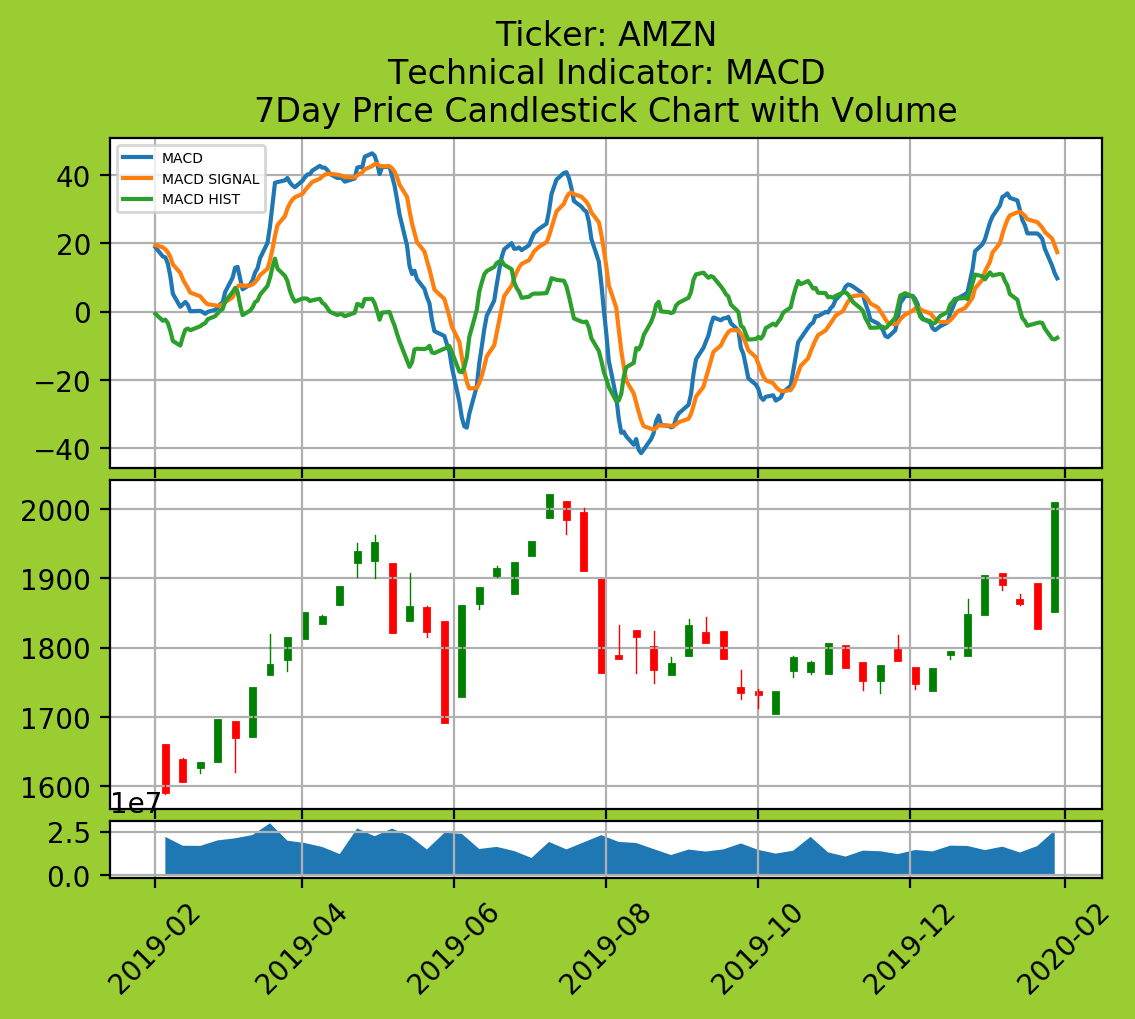 Ticker: AMZN
Technical Indicator: MACD
7Day Price Candlestick Chart with Volume
MACD
MACD SIGNAL
MACD HIST
40
20
0
−20
−40
2000
1900
1800
1700
1600
1e7
2.5
0.0
2019-02
2019-04
2019-06
2019-08
2019-10
2019-12
2020-02